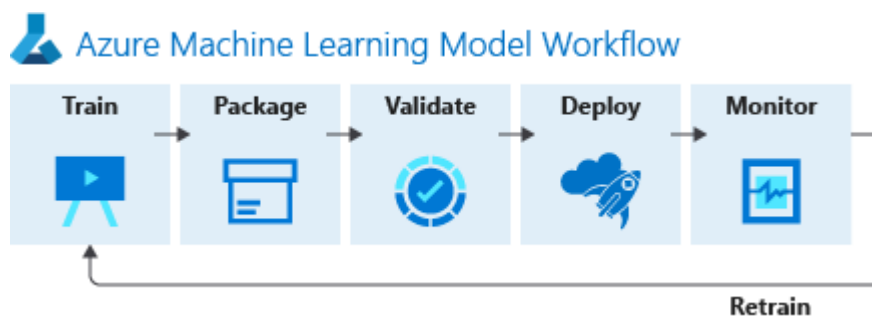 Azure Machine Learning Model Workflow
Train
Package
Validate
Deploy
Monitor
Retrain